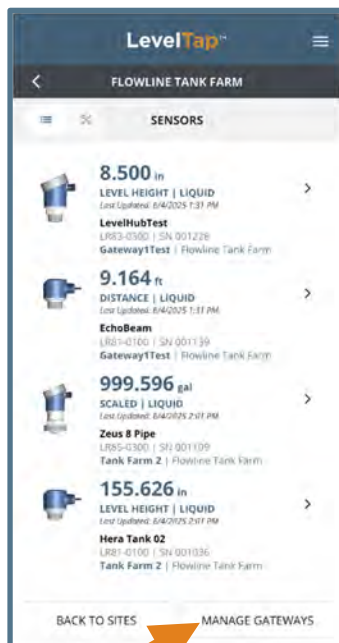 LevelTap™
FLOWLINE TANK FARM
SENSORS
8.500 in
LEVEL HEIGHT | LIQUID
Last Updated: 6/4/2025 1:31 PM
LevelHubTest
LR83-0300 | SN 001226
Gateway1Test | Flowline Tank Farm
9.164 ft
DISTANCE | LIQUID
Last Updated: 6/4/2025 1:31 PM
EchoBeam
LR81-0100 | SN 001139
Gateway1Test | Flowline Tank Farm
999.596 gal
SCALED | LIQUID
Last Updated: 6/4/2025 2:01 PM
Zeus 8 Pipe
LR85-0300 | SN 001109
Tank Farm 2 | Flowline Tank Farm
155.626 in
LEVEL HEIGHT | LIQUID
Last Updated: 6/4/2025 2:01 PM
Hera Tank 02
LR81-0100 | SN 001036
Tank Farm 2 | Flowline Tank Farm
BACK TO SITES MANAGE GATEWAYS